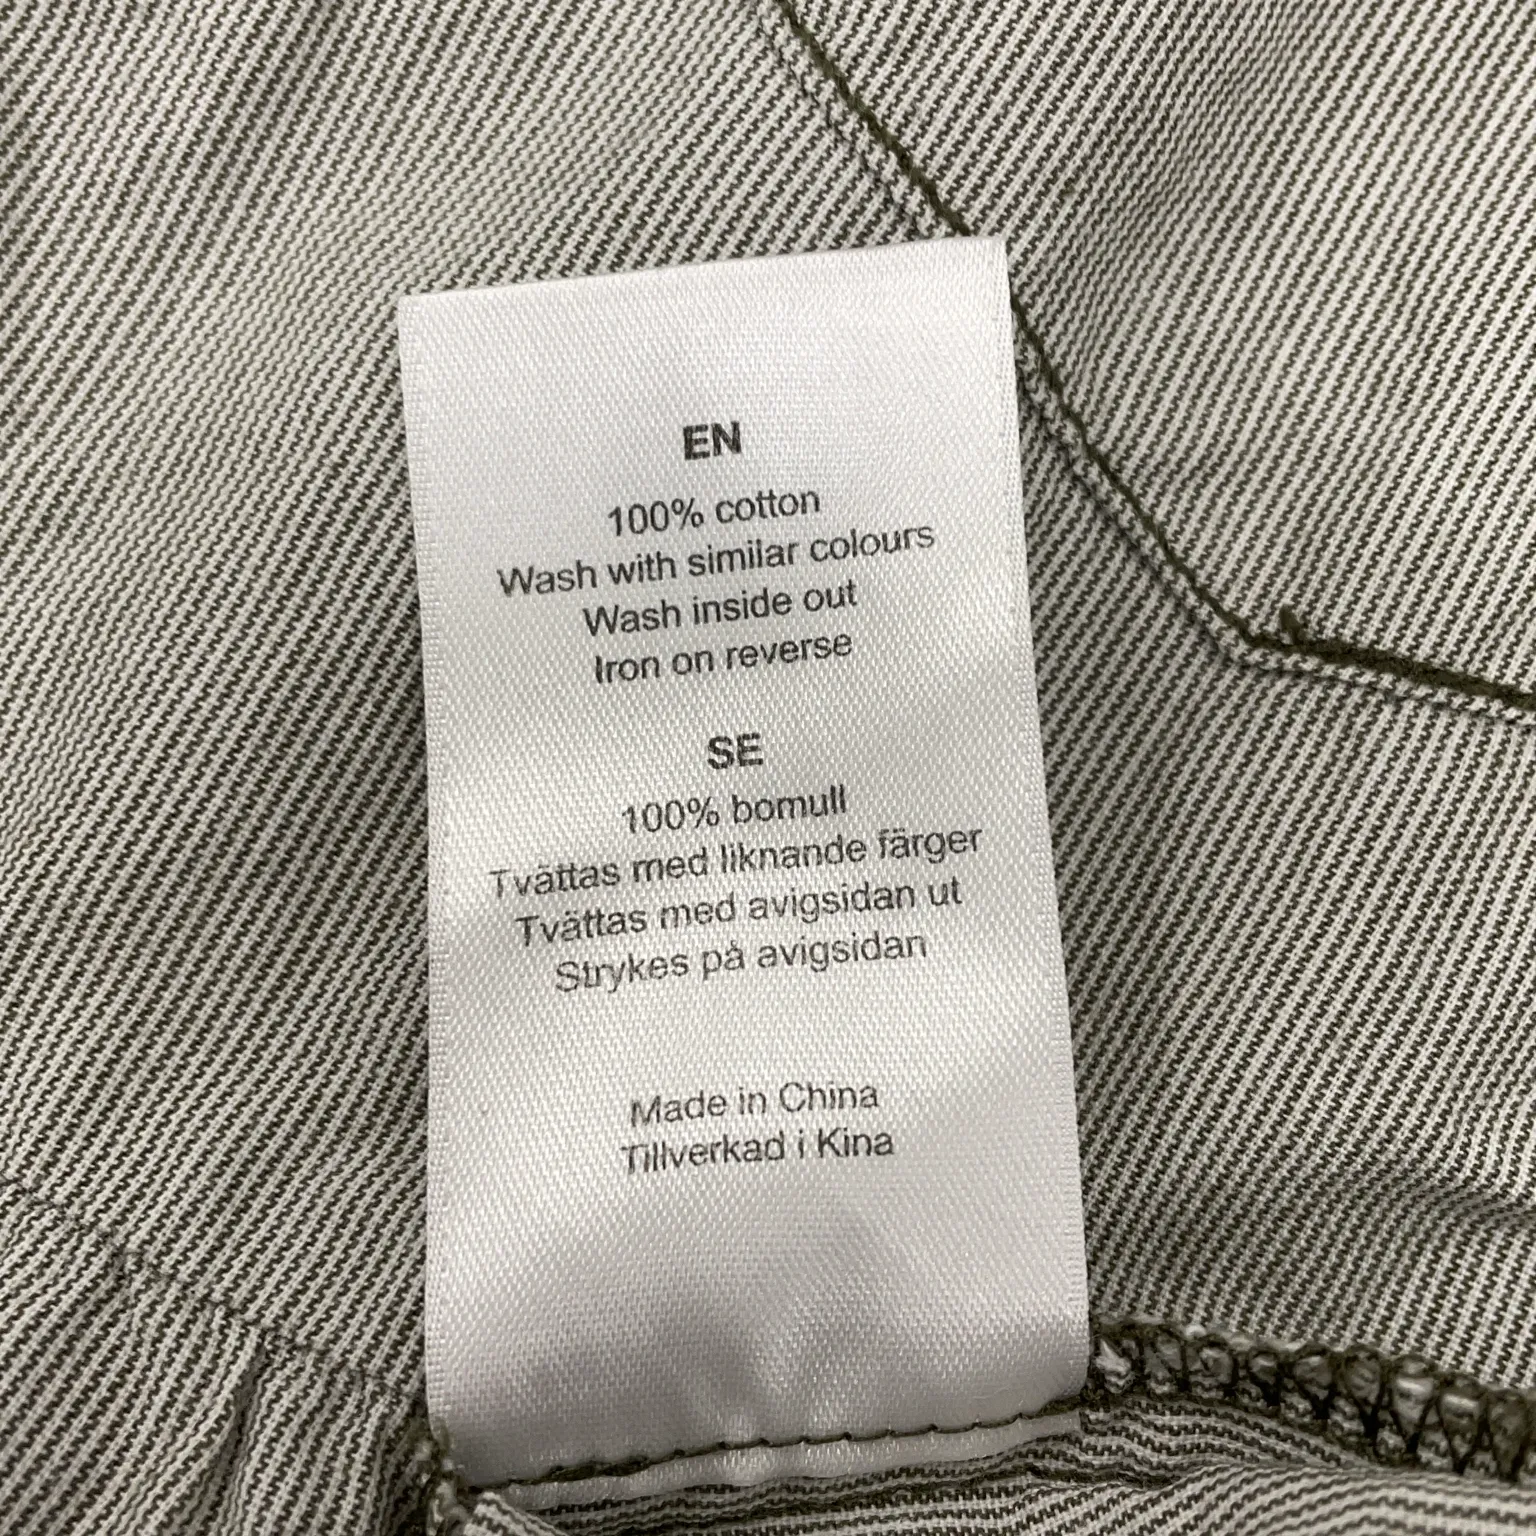 EN
100% cotton
Wash with similar colours
Wash inside out
Iron on reverse
SE
100% bomull
Tvättas med liknande färger
Tvättas med avigsidan ut
Strykes på avigsidan
Made in China
Tillverkad i Kina